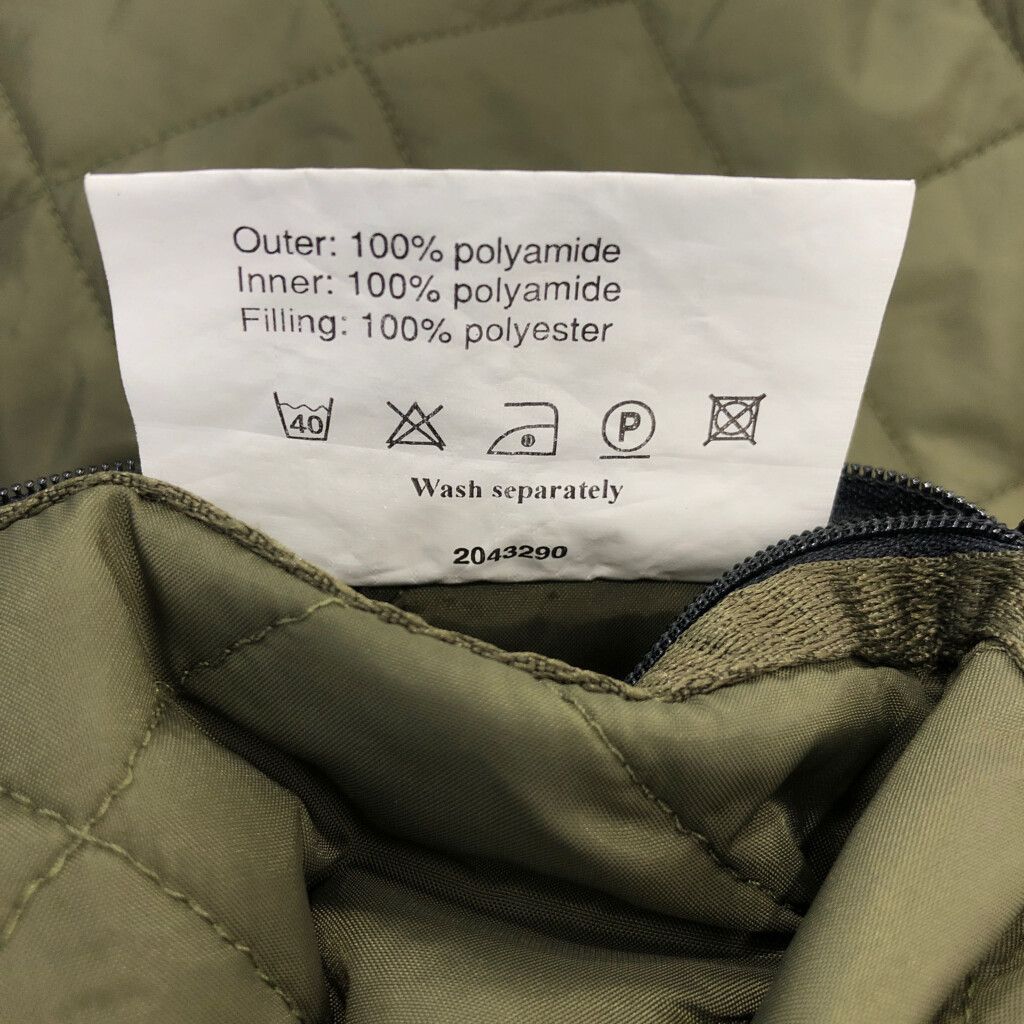 Outer: 100% polyamide
Inner: 100% polyamide
Filling: 100% polyester
40 P
Wash separately
2043290